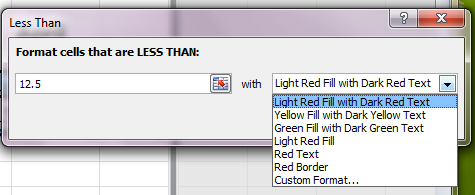 Less Than
?
Format cells that are LESS THAN:
12.5 with Light Red Fill with Dark Red Text
Light Red Fill with Dark Red Text
Yellow Fill with Dark Yellow Text
Green Fill with Dark Green Text
Light Red Fill
Red Text
Red Border
Custom Format...